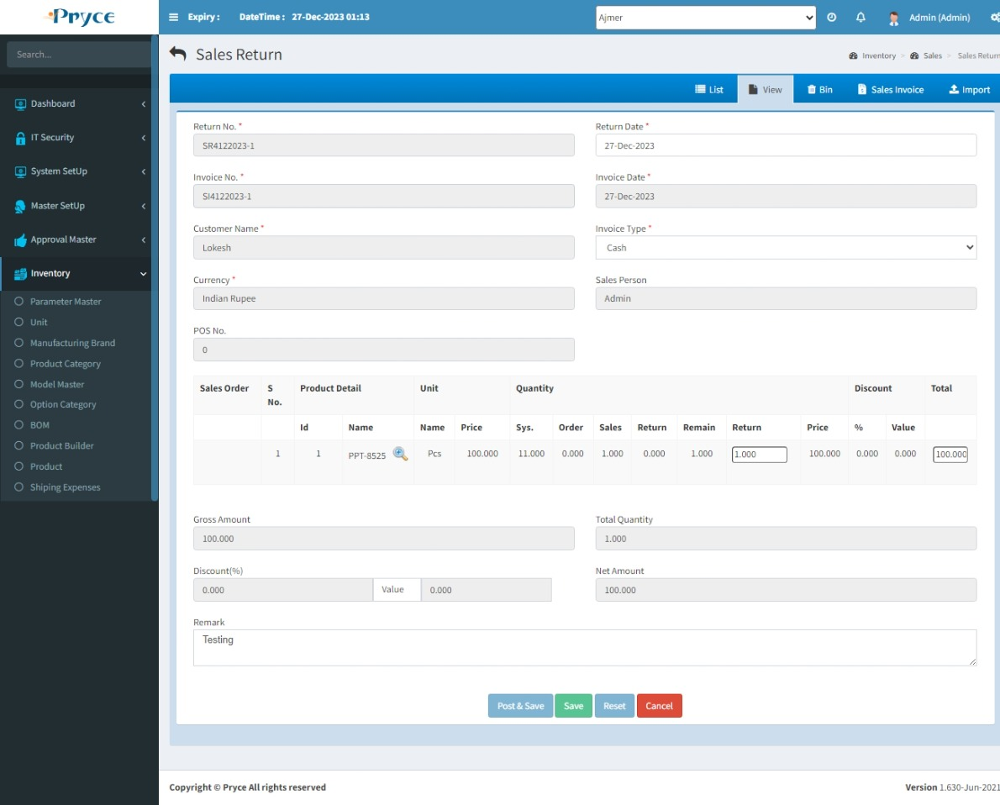 Pryce
Expiry : DateTime : 27-Dec-2023 01:13 Ajmer Admin (Admin)
Search...
Dashboard
IT Security
System SetUp
Master SetUp
Approval Master
Inventory
Parameter Master
Unit
Manufacturing Brand
Product Category
Model Master
Option Category
BOM
Product Builder
Product
Shiping Expenses
Sales Return
Inventory > Sales > Sales Return
List View Bin Sales Invoice Import
Return No. * Return Date *
SR4122023-1 27-Dec-2023
Invoice No. * Invoice Date *
SI4122023-1 27-Dec-2023
Customer Name * Invoice Type *
Lokesh Cash
Currency * Sales Person
Indian Rupee Admin
POS No.
0
Sales Order S No. Product Detail Unit Quantity Discount Total
Id Name Name Price Sys. Order Sales Return Remain Return Price % Value
1 1 PPT-8525 Pcs 100.000 11.000 0.000 1.000 0.000 1.000 1.000 100.000 0.000 0.000 100.000
Gross Amount Total Quantity
100.000 1.000
Discount(%) Net Amount
0.000 Value 0.000 100.000
Remark
Testing
Post & Save Save Reset Cancel
Copyright © Pryce All rights reserved Version 1.630-Jun-2021